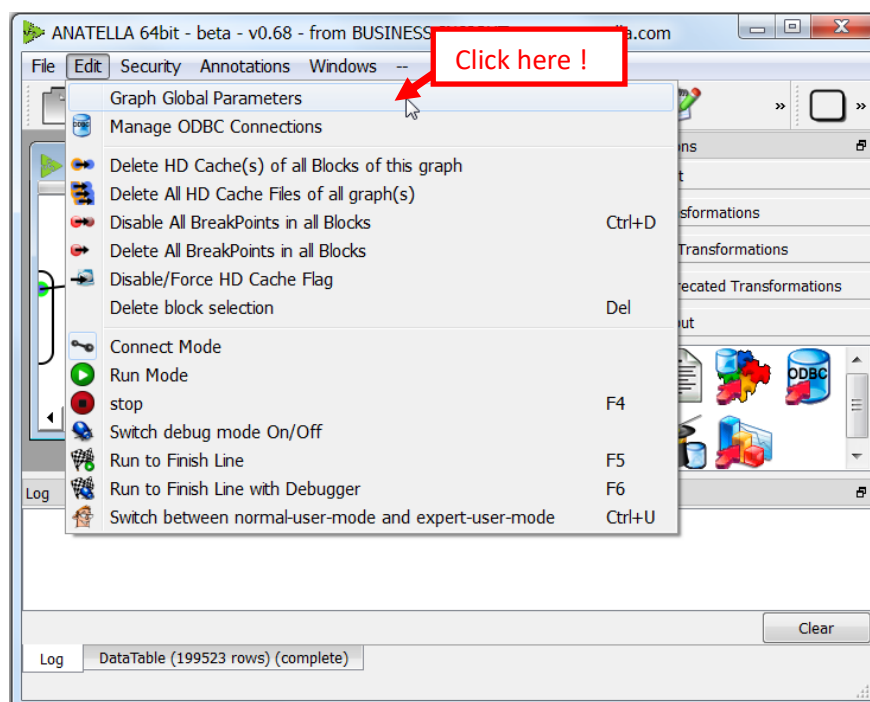 ANATELLA 64bit - beta - v0.68 - from BUSINESS
a.com
Click here !
File Edit Security Annotations Windows --
Graph Global Parameters
Manage ODBC Connections
Delete HD Cache(s) of all Blocks of this graph
Delete All HD Cache Files of all graph(s)
Disable All BreakPoints in all Blocks Ctrl+D
Delete All BreakPoints in all Blocks
Disable/Force HD Cache Flag
Delete block selection Del
Connect Mode
Run Mode
stop F4
Switch debug mode On/Off
Run to Finish Line F5
Run to Finish Line with Debugger F6
Switch between normal-user-mode and expert-user-mode Ctrl+U
» »
ns
t
sformations
Transformations
recated Transformations
ut
ODBC
Log
Clear
Log DataTable (199523 rows) (complete)